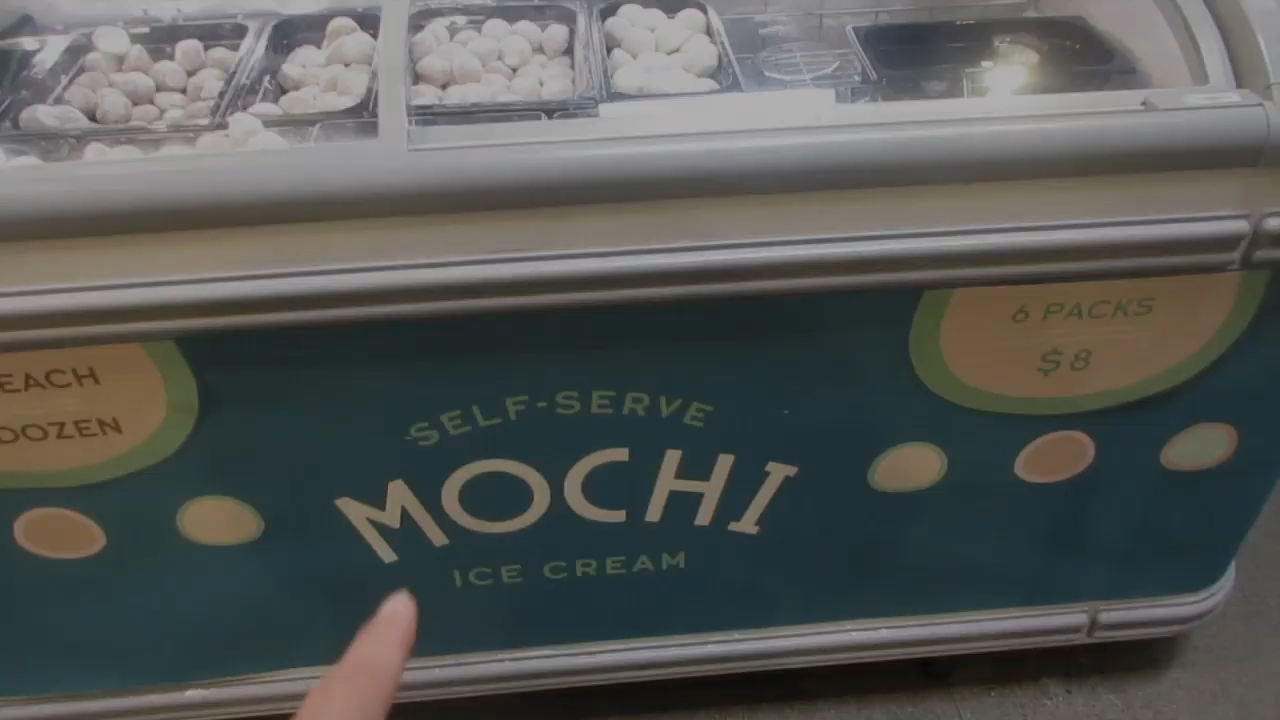 EACH
DOZEN
SELF-SERVE
MOCHI
ICE CREAM
6 PACKS
$8